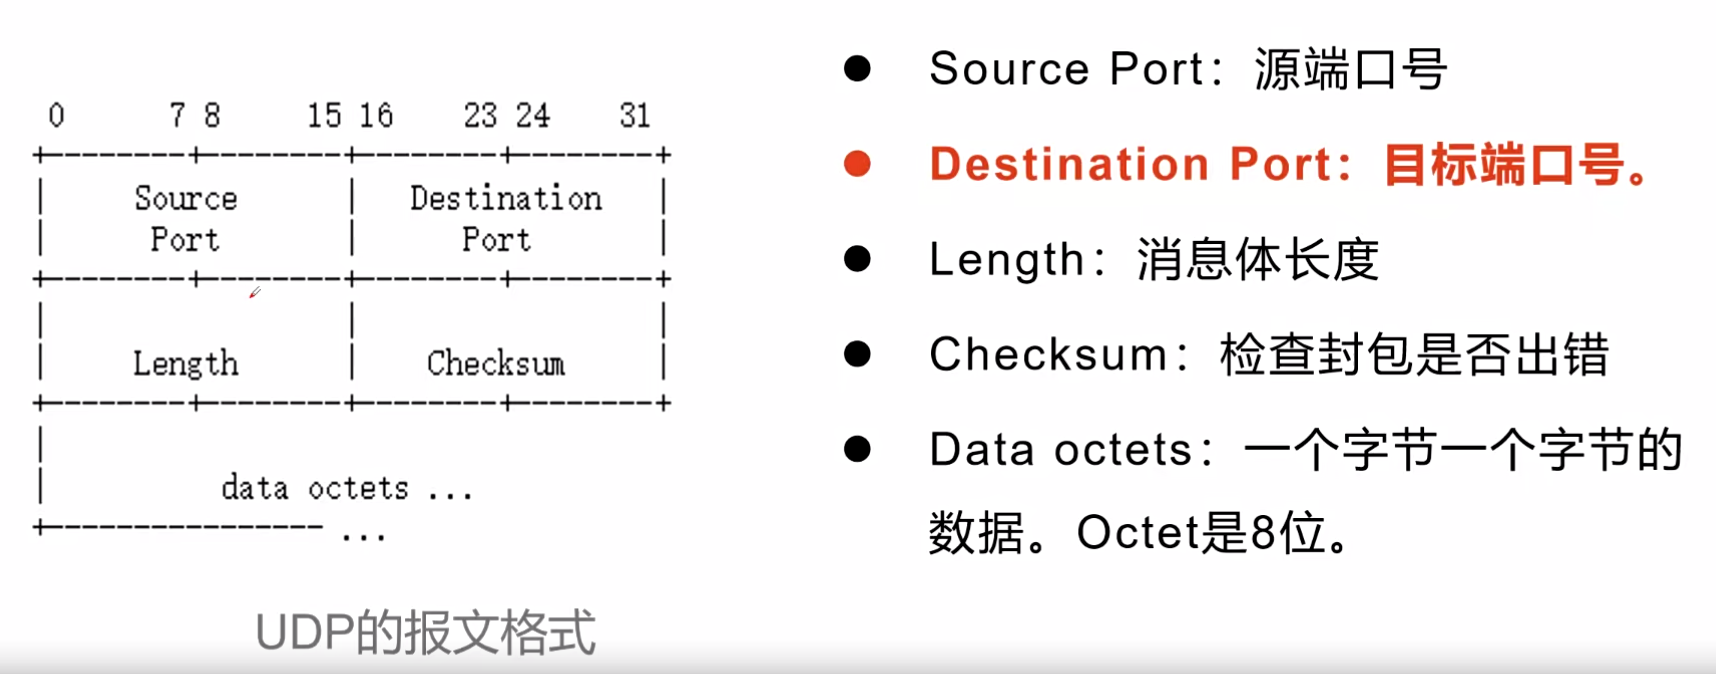 0 7 8 15 16 23 24 31
Source Destination
Port Port
Length Checksum
data octets ...
...
UDP的报文格式
Source Port：源端口号
Destination Port：目标端口号。
Length：消息体长度
Checksum：检查封包是否出错
Data octets：一个字节一个字节的
数据。Octet是8位。